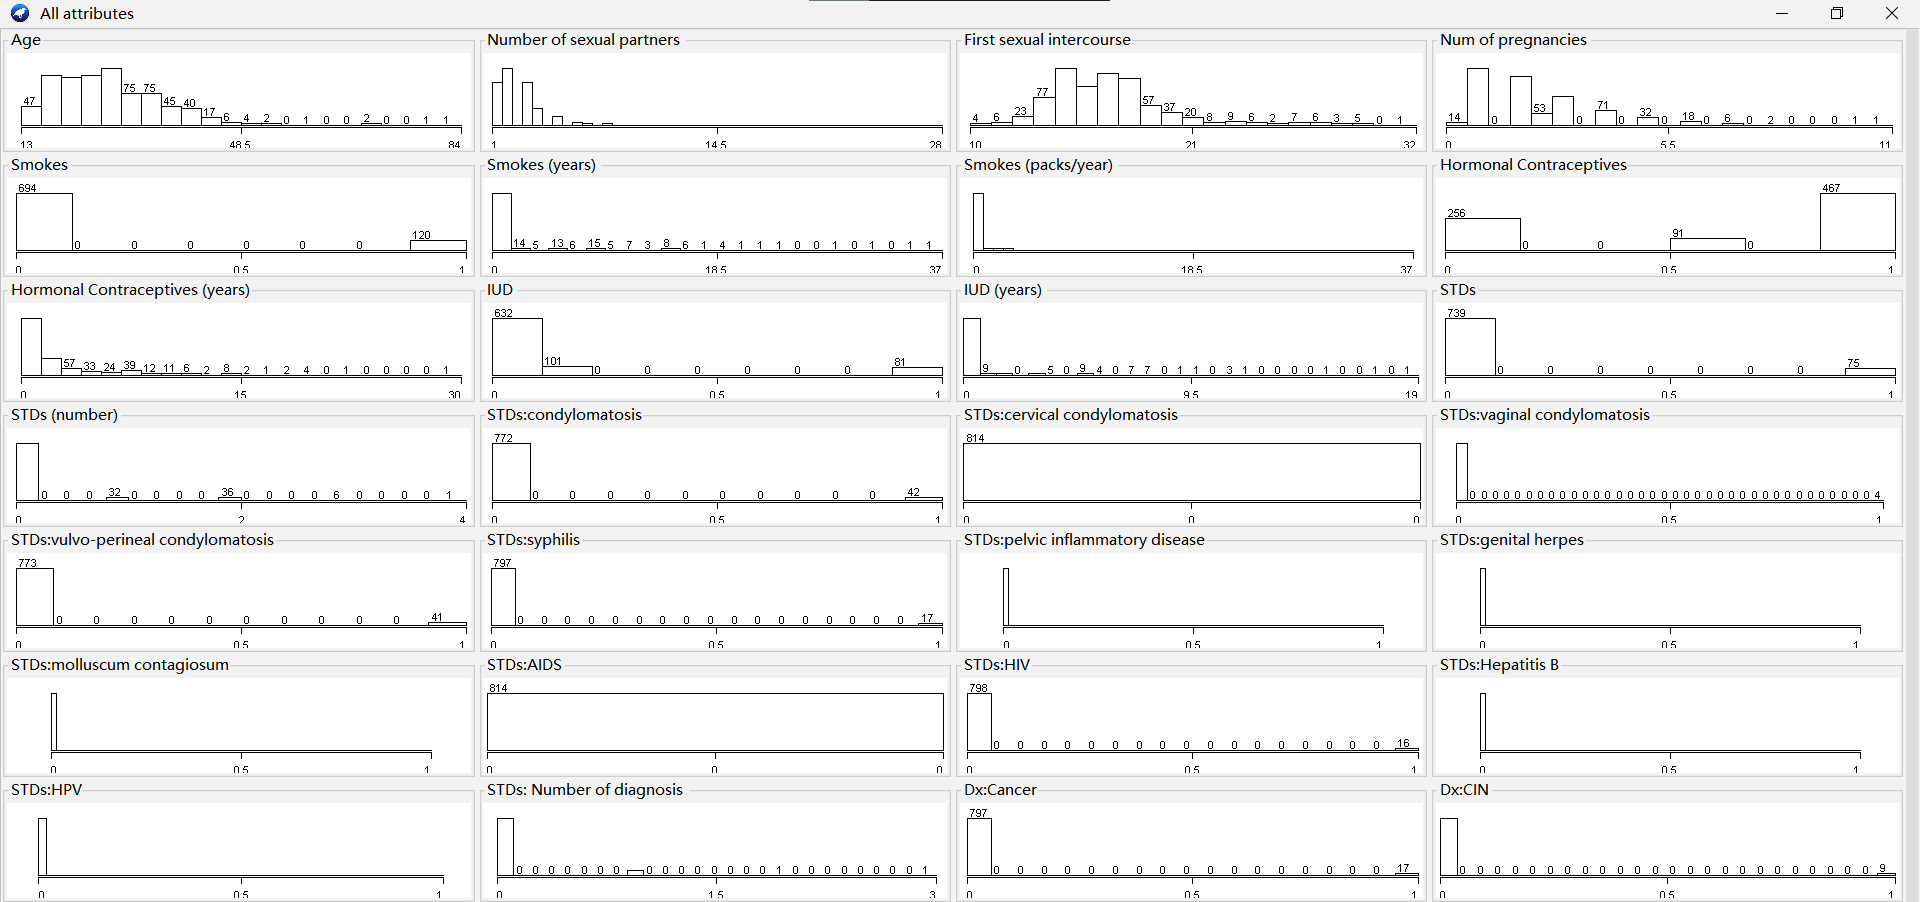 All attributes
Age
47 75 75 45 40 17 6 4 2 0 1 0 0 2 0 0 1 1
13 48.5 84
Number of sexual partners
1 14.5 28
First sexual intercourse
4 6 23 77 57 37 20 8 9 6 2 7 6 3 5 0 1
10 21 32
Num of pregnancies
14 0 53 0 71 0 32 0 18 0 6 0 2 0 0 0 1 1
0 5.5 11
Smokes
694 0 0 0 0 0 0 120
0 0.5 1
Smokes (years)
14 5 13 6 15 5 7 3 8 6 1 4 1 1 1 0 0 1 0 1 0 1 1
0 18.5 37
Smokes (packs/year)
0 18.5 37
Hormonal Contraceptives
256 0 0 91 0 467
0 0.5 1
Hormonal Contraceptives (years)
57 33 24 39 12 11 6 2 8 2 1 2 4 0 1 0 0 0 0 1
0 15 30
IUD
632 101 0 0 0 0 0 0 81
0 0.5 1
IUD (years)
9 0 5 0 9 4 0 7 7 0 1 1 0 3 1 0 0 0 0 1 0 0 1 0 1
0 9.5 19
STDs
739 0 0 0 0 0 0 0 75
0 0.5 1
STDs (number)
0 0 0 32 0 0 0 0 36 0 0 0 0 6 0 0 0 0 1
0 2 4
STDs:condylomatosis
772 0 0 0 0 0 0 0 0 0 0 42
0 0.5 1
STDs:cervical condylomatosis
814
0 0 0
STDs:vaginal condylomatosis
0 0 0 0 0 0 0 0 0 0 0 0 0 0 0 0 0 0 0 0 0 0 0 0 0 0 0 0 0 0 0 0 0 0 0 0 0 4
0 0.5 1
STDs:vulvo-perineal condylomatosis
773 0 0 0 0 0 0 0 0 0 0 41
0 0.5 1
STDs:syphilis
797 0 0 0 0 0 0 0 0 0 0 0 0 0 0 0 0 0 17
0 0.5 1
STDs:pelvic inflammatory disease
0 0.5 1
STDs:genital herpes
0 0.5 1
STDs:molluscum contagiosum
0 0.5 1
STDs:AIDS
814
0 0 0
STDs:HIV
798 0 0 0 0 0 0 0 0 0 0 0 0 0 0 0 0 0 16
0 0.5 1
STDs:Hepatitis B
0 0.5 1
STDs:HPV
0 0.5 1
STDs: Number of diagnosis
0 0 0 0 0 0 0 0 0 0 0 0 0 0 0 1 0 0 0 0 0 0 0 0 1
0 1.5 3
Dx:Cancer
797 0 0 0 0 0 0 0 0 0 0 0 0 0 0 0 0 0 17
0 0.5 1
Dx:CIN
0 0 0 0 0 0 0 0 0 0 0 0 0 0 0 0 0 0 0 0 0 0 0 0 9
0 0.5 1